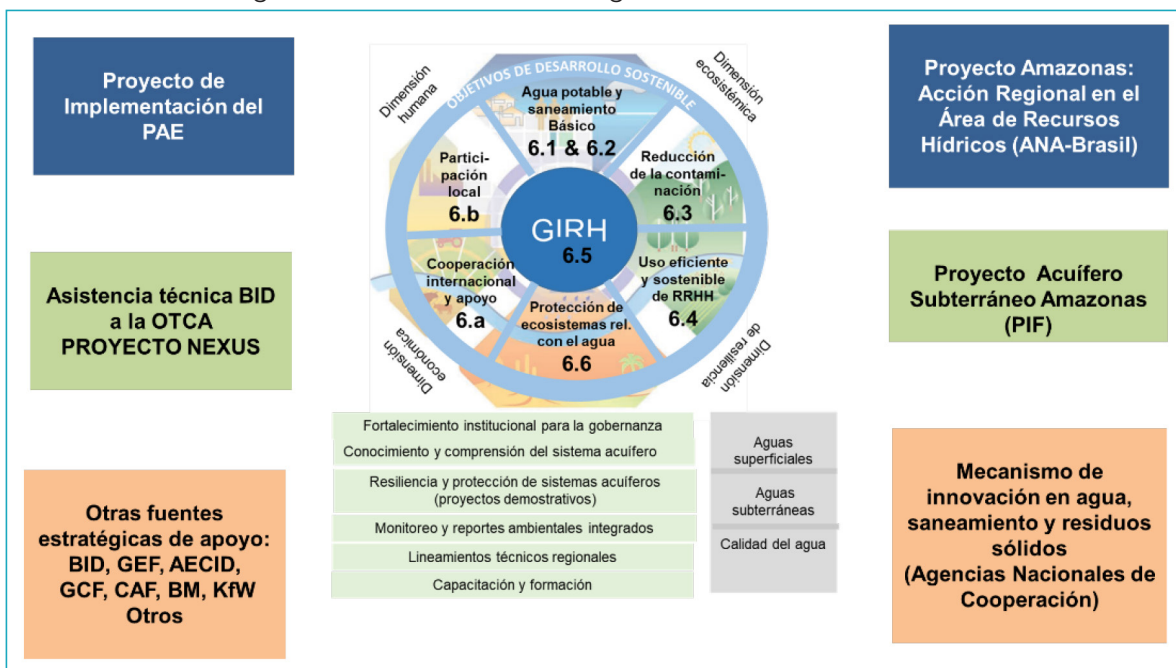 Proyecto de
Implementación del
PAE
Asistencia técnica BID
a la OTCA
PROYECTO NEXUS
Otras fuentes
estratégicas de apoyo:
BID, GEF, AECID,
GCF, CAF, BM, KfW
Otros
Dimensión
humana
OBJETIVOS DE DESARROLLO SOSTENIBLE
Dimensión
ecosistémica
Agua potable y
saneamiento
Básico
6.1 & 6.2
Partici-
pación
local
6.b
Reducción
de la contami-
nación
6.3
GIRH
6.5
Cooperación
internacional
y apoyo
6.a
Uso eficiente
y sostenible
de RRHH
6.4
Protección de
ecosistemas rel.
con el agua
6.6
Dimensión
económica
Dimensión
de resiliencia
Fortalecimiento institucional para la gobernanza
Conocimiento y comprensión del sistema acuífero
Resiliencia y protección de sistemas acuíferos
(proyectos demostrativos)
Monitoreo y reportes ambientales integrados
Lineamientos técnicos regionales
Capacitación y formación
Aguas
superficiales
Aguas
subterráneas
Calidad del agua
Proyecto Amazonas:
Acción Regional en el
Área de Recursos
Hídricos (ANA-Brasil)
Proyecto Acuífero
Subterráneo Amazonas
(PIF)
Mecanismo de
innovación en agua,
saneamiento y residuos
sólidos
(Agencias Nacionales de
Cooperación)